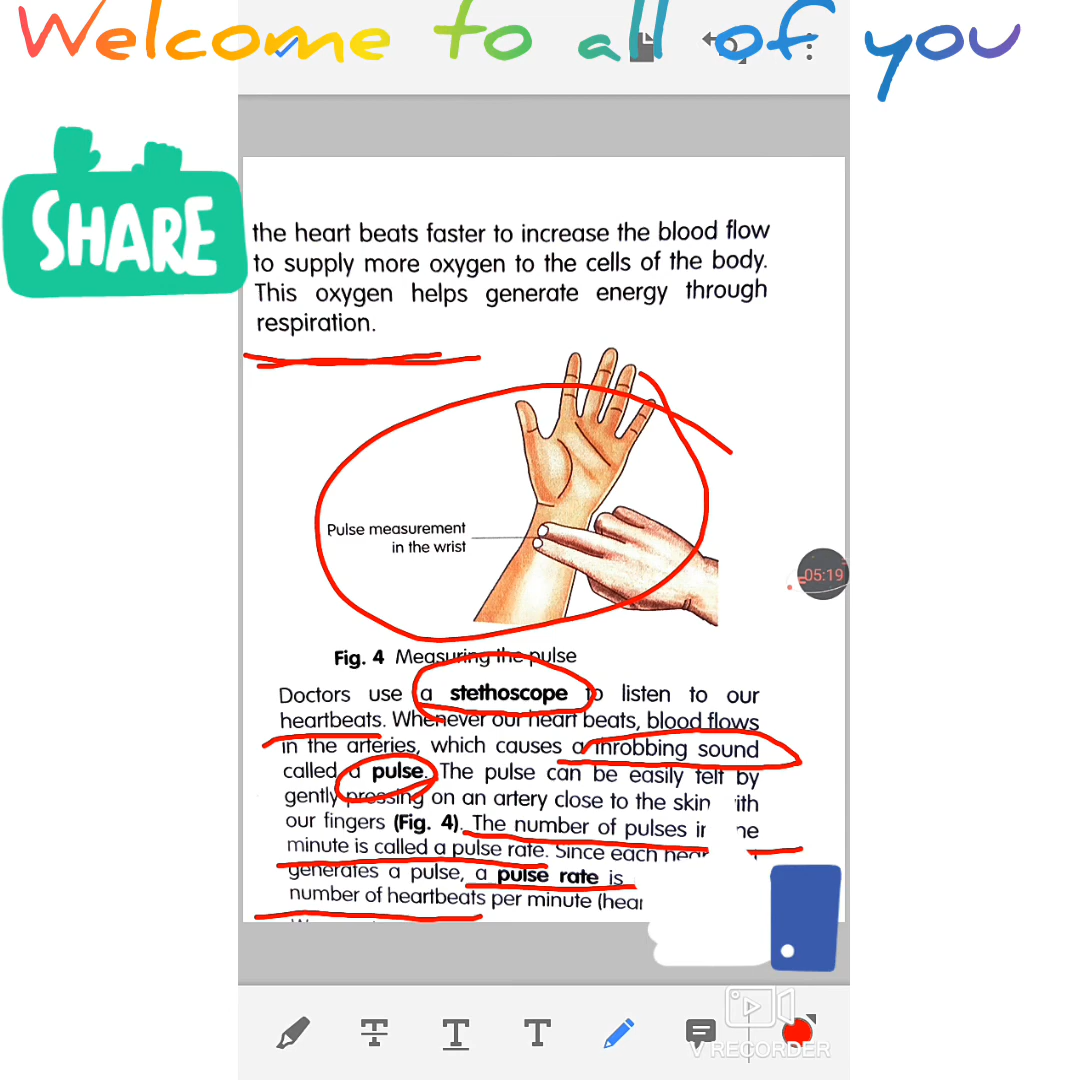 Welcome to all of you
SHARE
the heart beats faster to increase the blood flow
to supply more oxygen to the cells of the body.
This oxygen helps generate energy through
respiration.
Pulse measurement
in the wrist
05:19
Fig. 4 Measuring the pulse
Doctors use a stethoscope to listen to our
heartbeats. Whenever our heart beats, blood flows
in the arteries, which causes a throbbing sound
called a pulse. The pulse can be easily felt by
gently pressing on an artery close to the skin
our fingers (Fig. 4). The number of pulses
minute is called a pulse rate. Since each
generates a pulse, a pulse rate is
number of heartbeats per minute
T T T
V RECORDER